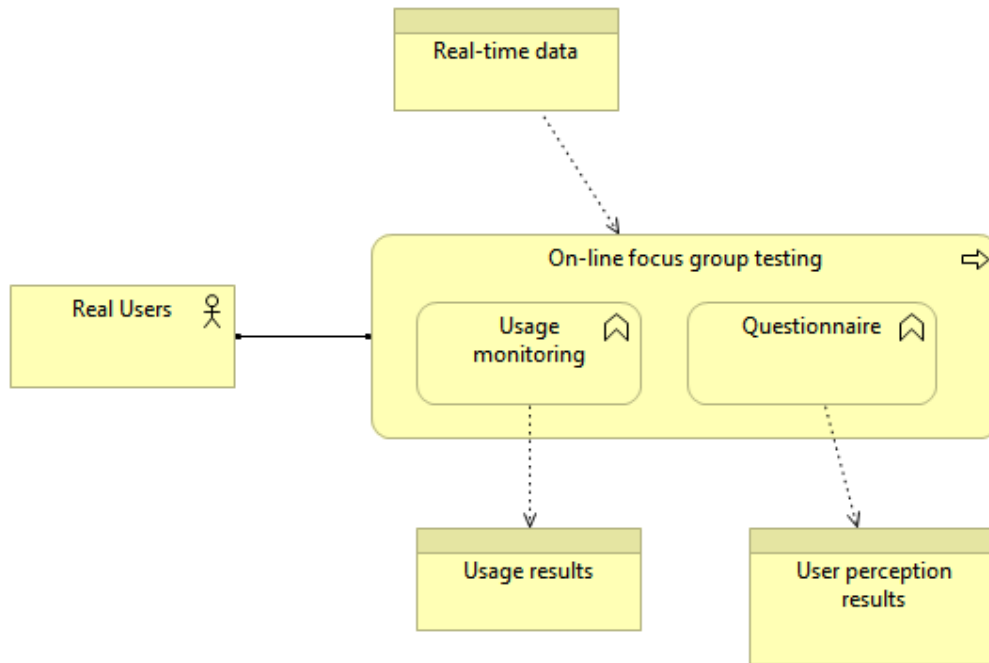 Real-time data
On-line focus group testing
Real Users
Usage
monitoring
Questionnaire
Usage results
User perception
results